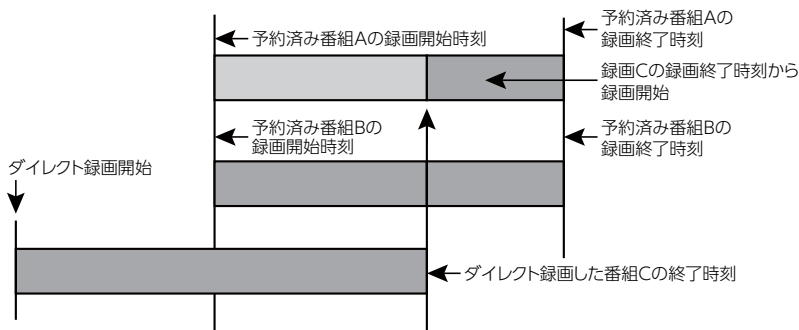 予約済み番組Aの録画開始時刻
予約済み番組Aの
録画終了時刻
録画Cの録画終了時刻から
録画開始
予約済み番組Bの
録画開始時刻
予約済み番組Bの
録画終了時刻
ダイレクト録画開始
ダイレクト録画した番組Cの終了時刻